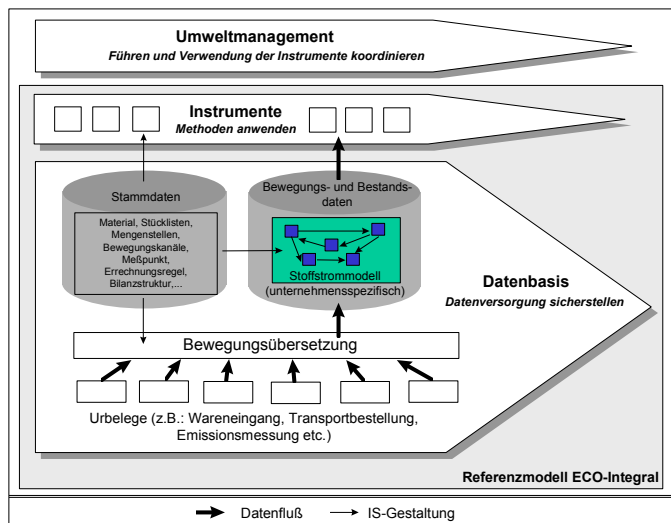 Umweltmanagement
Führen und Verwendung der Instrumente koordinieren
Instrumente
Methoden anwenden
Stammdaten
Material, Stücklisten,
Mengenstellen,
Bewegungskanäle,
Meßpunkt,
Errechnungsregel,
Bilanzstruktur,...
Bewegungs- und Bestands-
daten
Stoffstrommodell
(unternehmensspezifisch)
Datenbasis
Datenversorgung sicherstellen
Bewegungsübersetzung
Urbelege (z.B.: Wareneingang, Transportbestellung,
Emissionsmessung etc.)
Referenzmodell ECO-Integral
Datenfluß
IS-Gestaltung